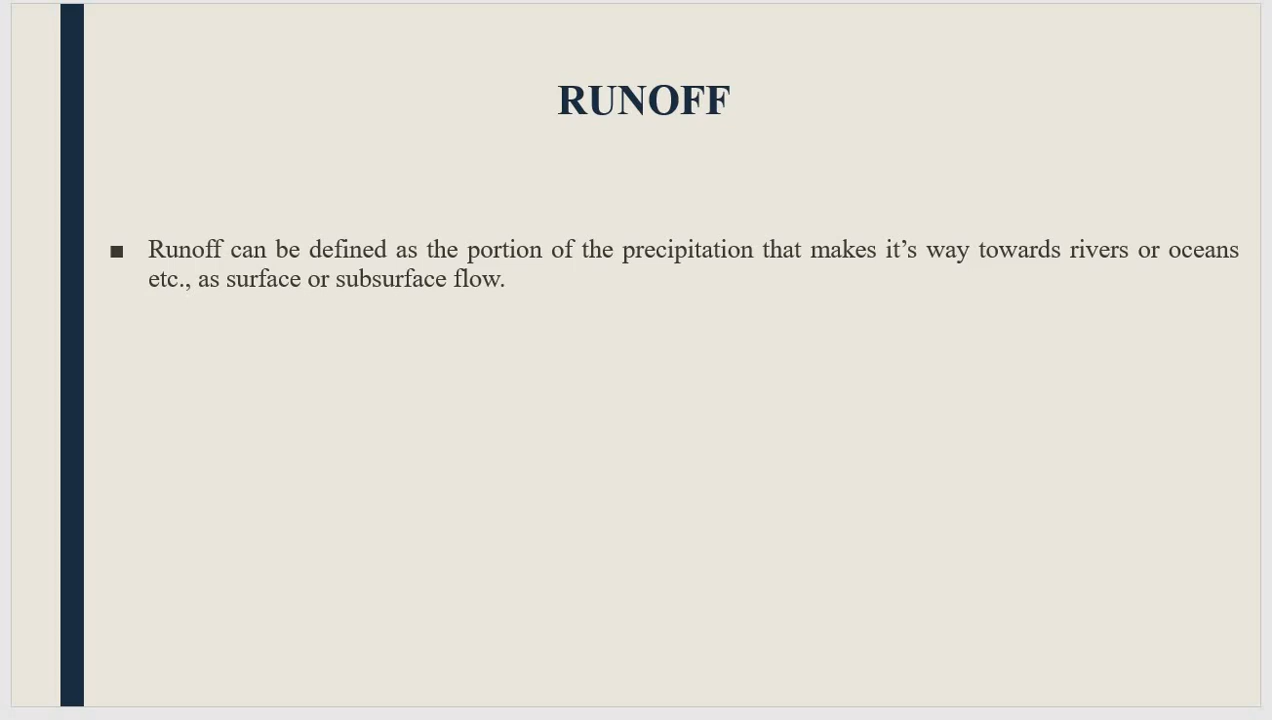 RUNOFF
■ Runoff can be defined as the portion of the precipitation that makes it’s way towards rivers or oceans
etc., as surface or subsurface flow.